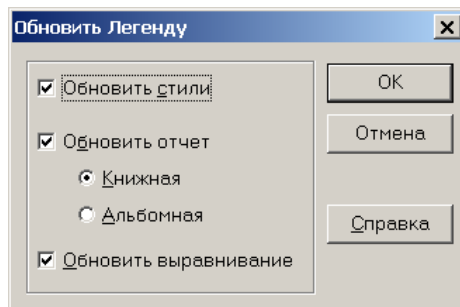 Обновить Легенду
Обновить стили
Обновить отчет
Книжная
Альбомная
Обновить выравнивание
OK
Отмена
Справка